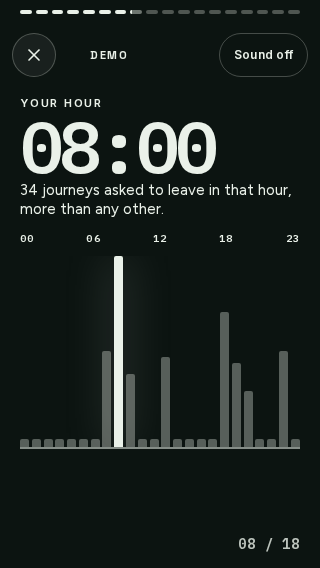 DEMO
Sound off
YOUR HOUR
08:00
34 journeys asked to leave in that hour,
more than any other.
00 06 12 18 23
08 / 18